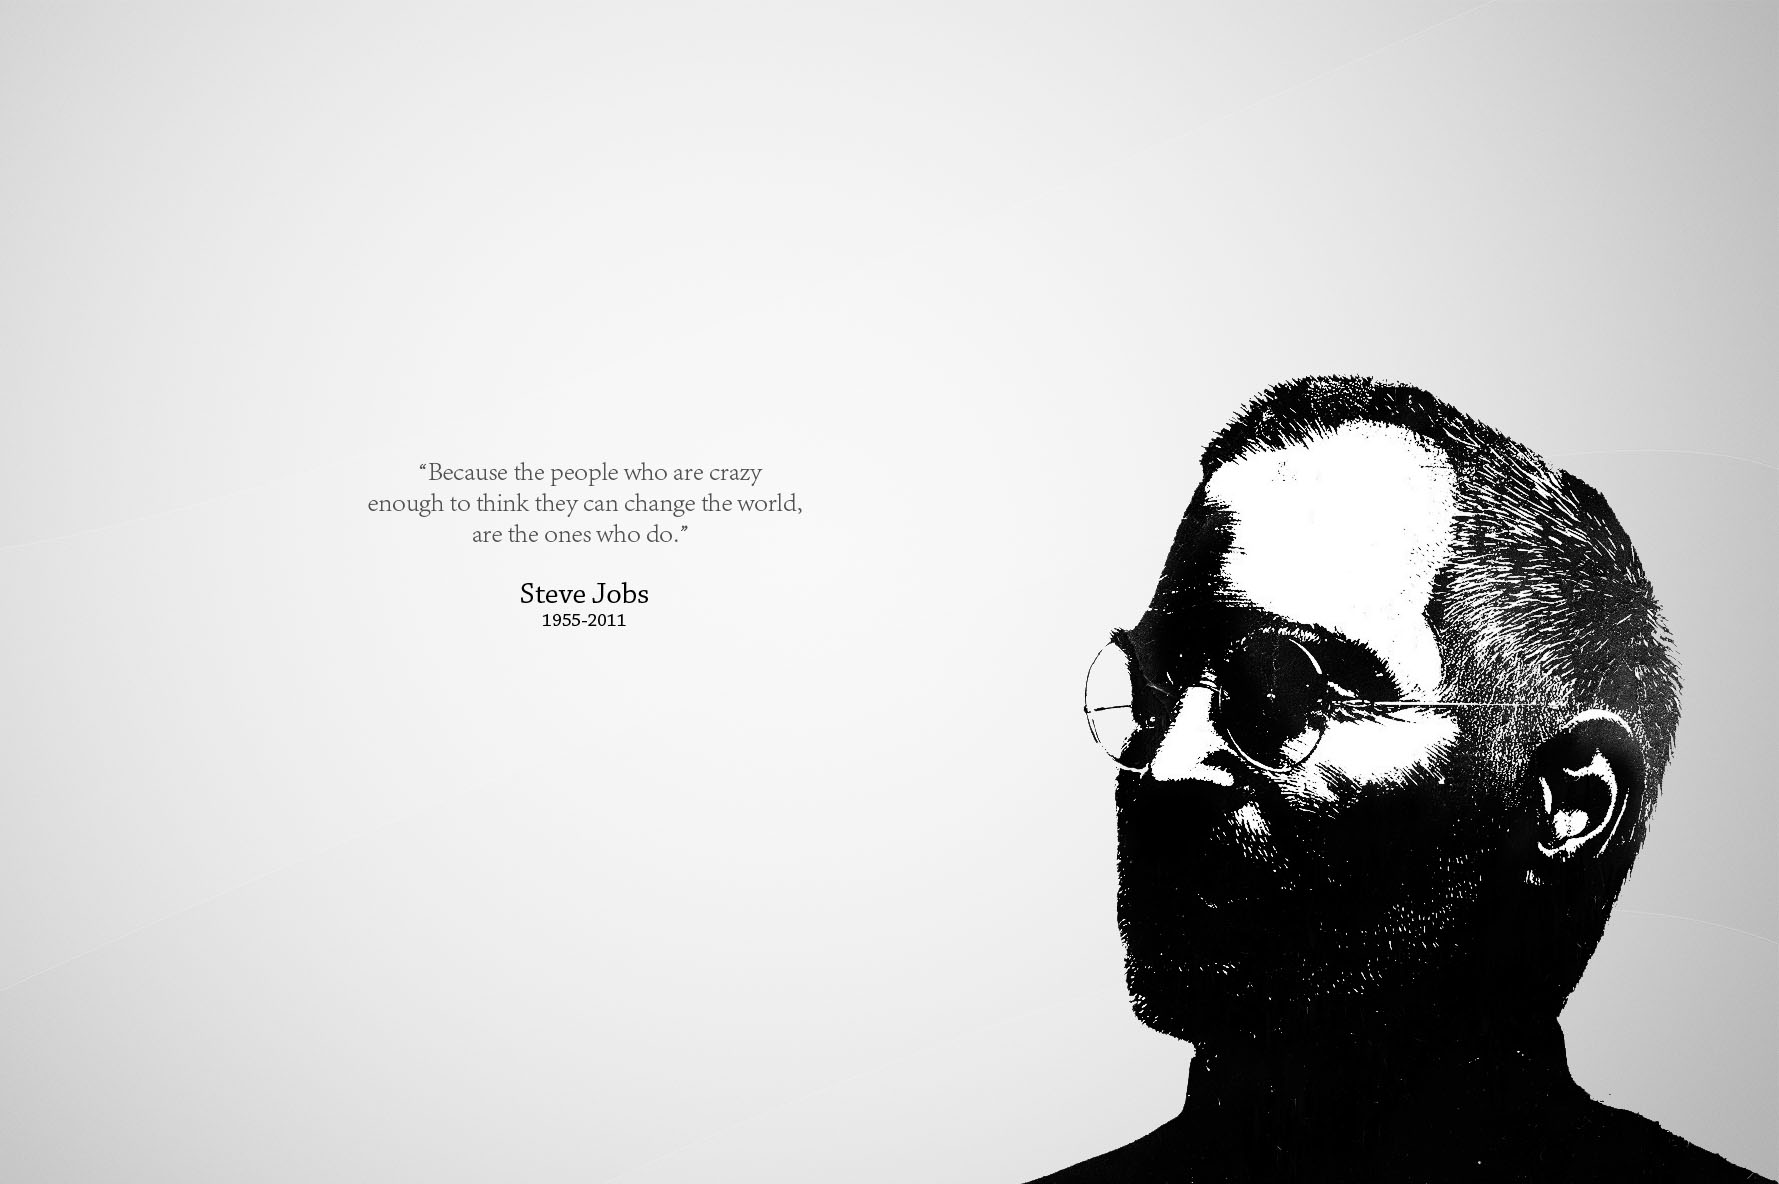 “Because the people who are crazy
enough to think they can change the world,
are the ones who do.”
Steve Jobs
1955-2011